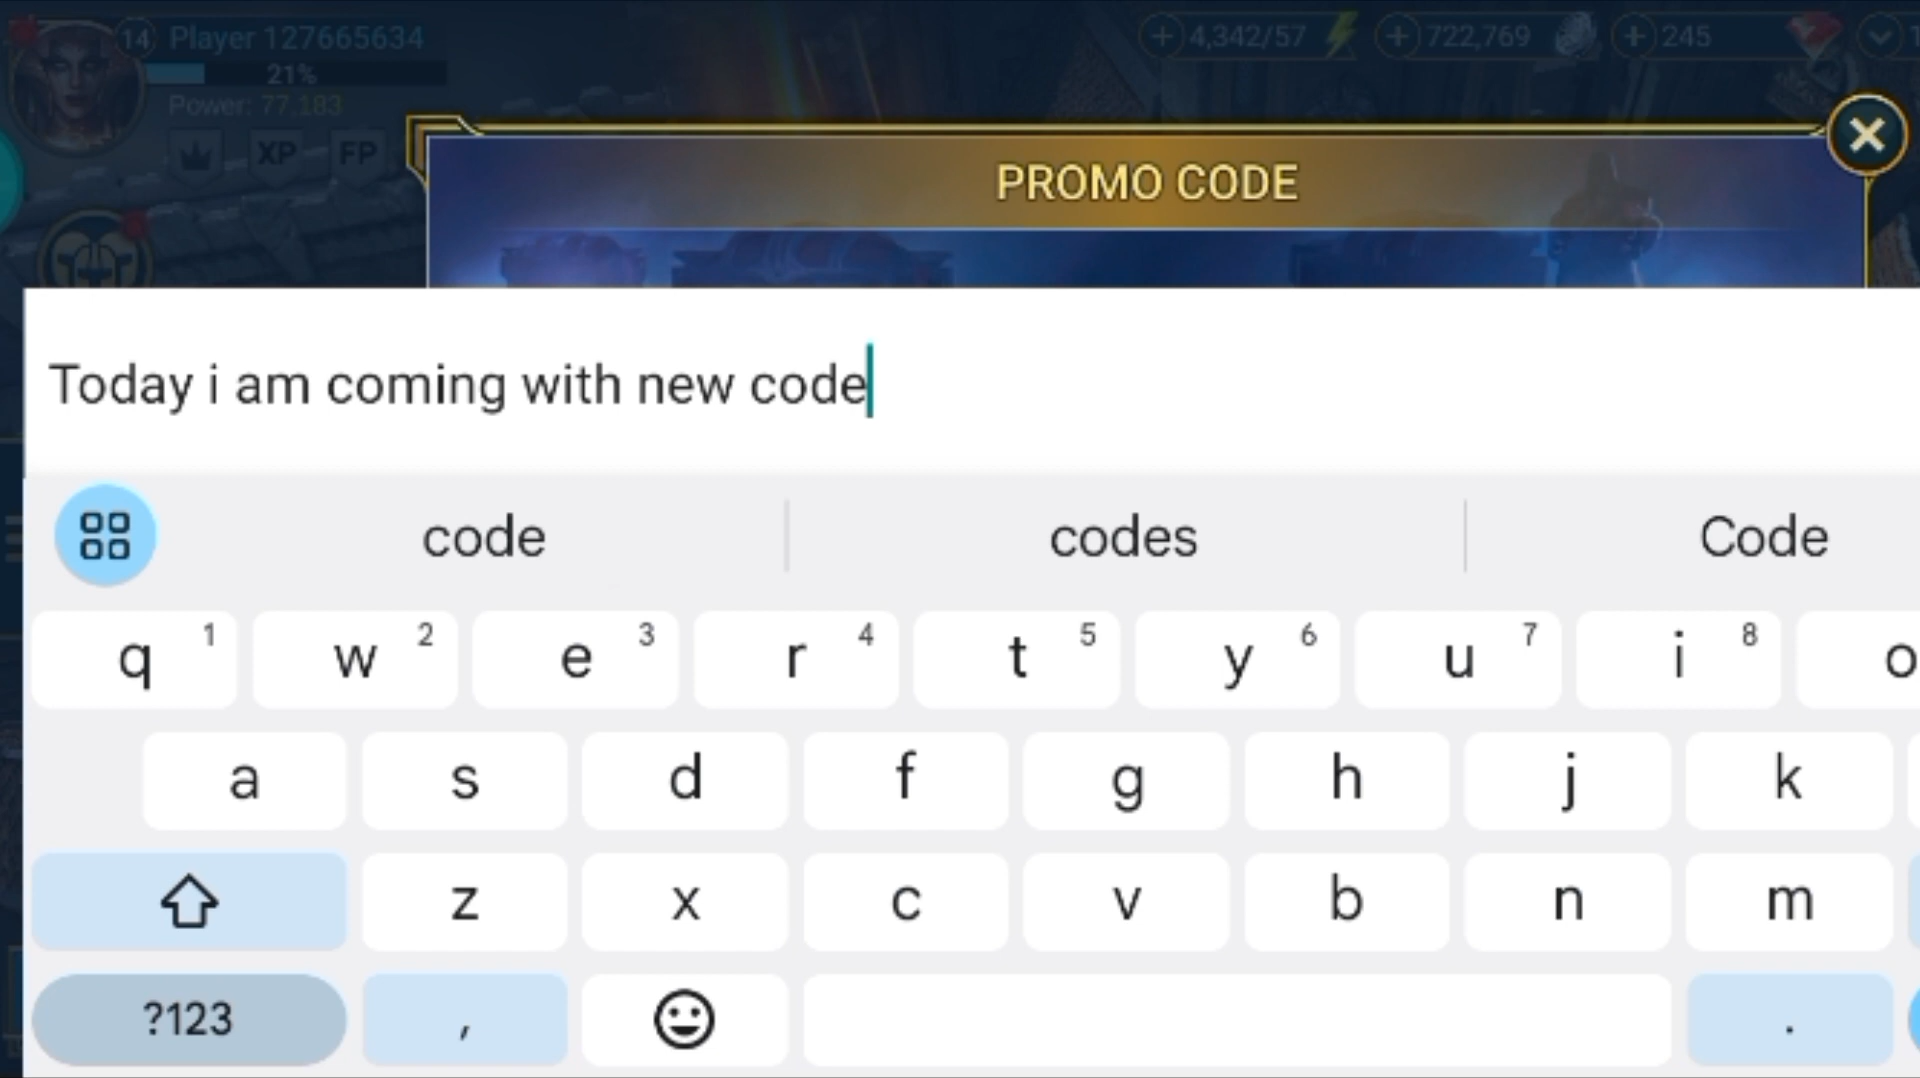 14 Player 127665634
4,342/57 722,769 245
21%
Power: 77,183
XP FP
PROMO CODE
Today i am coming with new code
code codes Code
q 1 w 2 e 3 r 4 t 5 y 6 u 7 i 8 o
a s d f g h j k
z x c v b n m
?123 , .